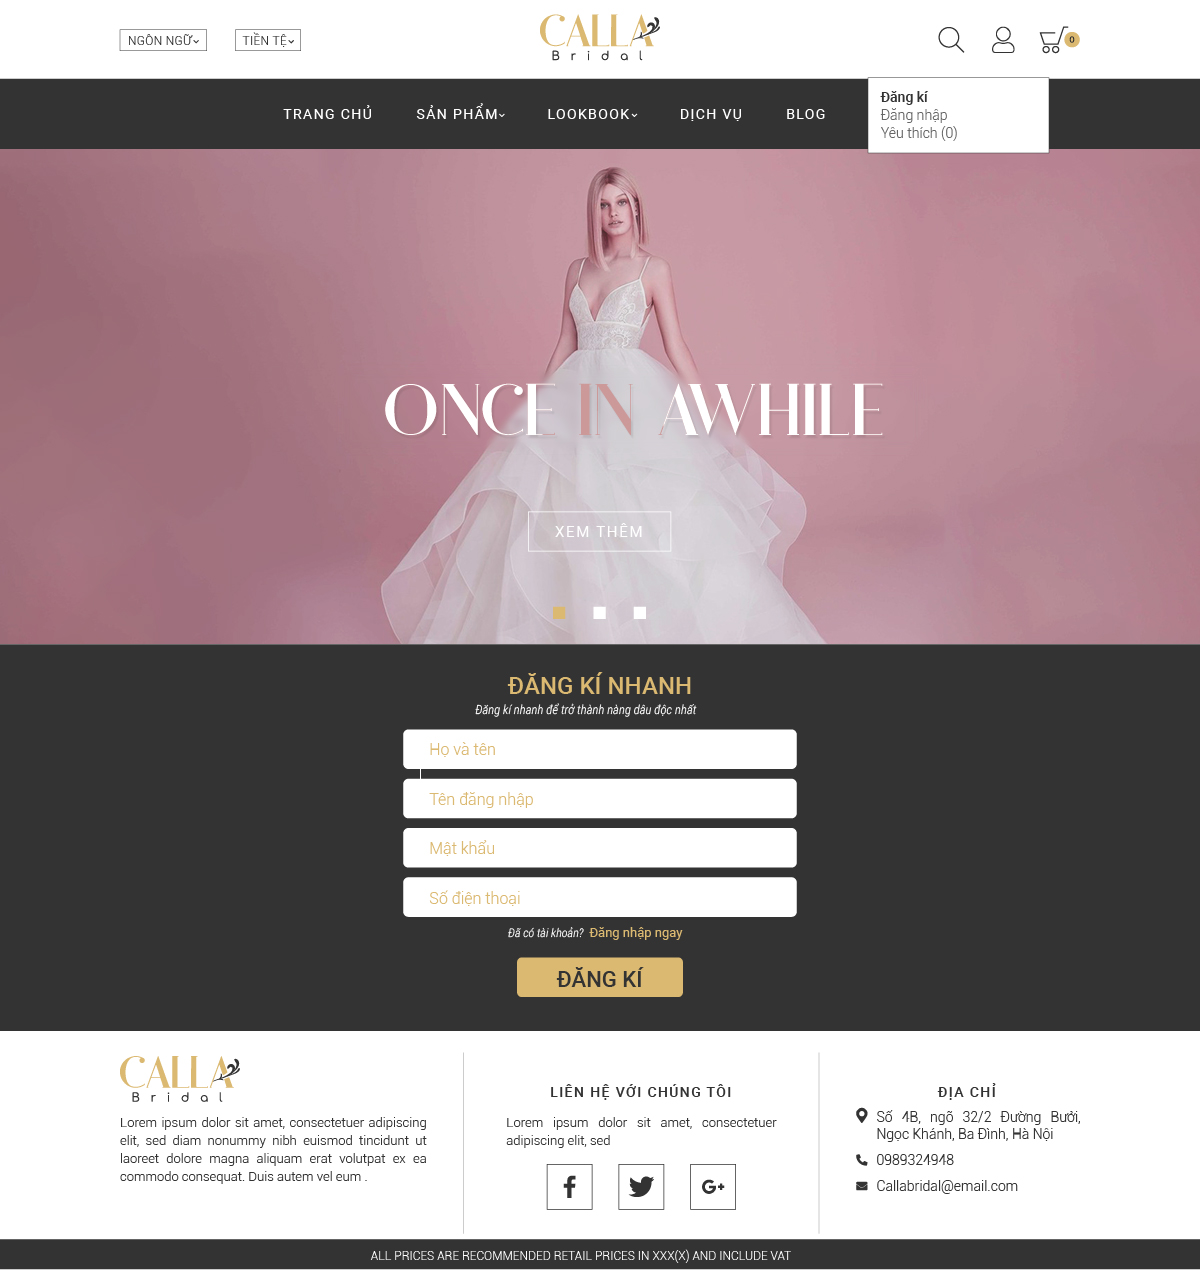 NGÔN NGỮ
TIỀN TỆ
CALLA
Bridal
0
TRANG CHỦ
SẢN PHẨM
LOOKBOOK
DỊCH VỤ
BLOG
Đăng kí
Đăng nhập
Yêu thích (0)
ONCE IN AWHILE
XEM THÊM
ĐĂNG KÍ NHANH
Đăng kí nhanh để trở thành nàng dâu độc nhất
Họ và tên
Tên đăng nhập
Mật khẩu
Số điện thoại
Đã có tài khoản? Đăng nhập ngay
ĐĂNG KÍ
CALLA
Bridal
Lorem ipsum dolor sit amet, consectetuer adipiscing
elit, sed diam nonummy nibh euismod tincidunt ut
laoreet dolore magna aliquam erat volutpat ex ea
commodo consequat. Duis autem vel eum .
LIÊN HỆ VỚI CHÚNG TÔI
Lorem ipsum dolor sit amet, consectetuer
adipiscing elit, sed
f
G+
ĐỊA CHỈ
Số 4B, ngõ 32/2 Đường Bưởi,
Ngọc Khánh, Ba Đình, Hà Nội
0989324948
Callabridal@email.com
ALL PRICES ARE RECOMMENDED RETAIL PRICES IN XXX(X) AND INCLUDE VAT